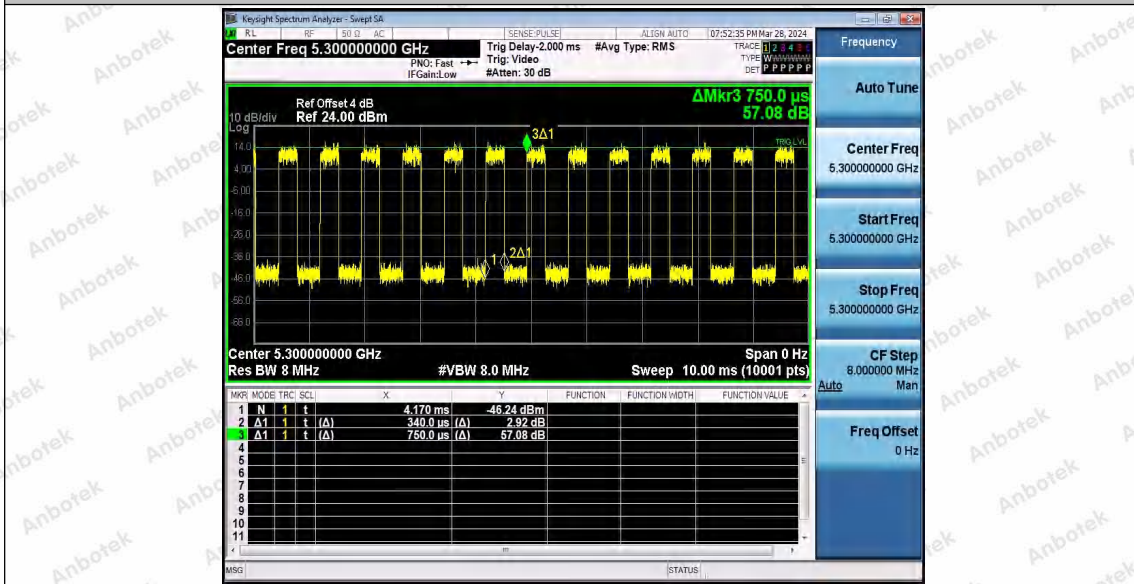 Keysight Spectrum Analyzer - Swept SA
RL RF 50 Ω AC SENSE:PULSE ALIGN AUTO 07:52:35 PM Mar 28, 2024
Center Freq 5.300000000 GHz
PNO: Fast
IFGain:Low
Trig Delay-2.000 ms
Trig: Video
#Atten: 30 dB
#Avg Type: RMS
TRACE 1 2 3 4 5 6
TYPE WWWWWW
DET P P P P P P
ΔMkr3 750.0 µs
57.08 dB
Ref Offset 4 dB
10 dB/div Ref 24.00 dBm
Log
3Δ1
TRIG LVL
14.0
4.00
-6.00
-16.0
-26.0
-36.0
1 2Δ1
-46.0
-56.0
-66.0
Center 5.300000000 GHz Span 0 Hz
Res BW 8 MHz #VBW 8.0 MHz Sweep 10.00 ms (10001 pts)
MKR MODE TRC SCL X Y FUNCTION FUNCTION WIDTH FUNCTION VALUE
1 N 1 t 4.170 ms -46.24 dBm
2 Δ1 1 t (Δ) 340.0 µs (Δ) 2.92 dB
3 Δ1 1 t (Δ) 750.0 µs (Δ) 57.08 dB
4
5
6
7
8
9
10
11
MSG STATUS
Frequency
Auto Tune
Center Freq
5.300000000 GHz
Start Freq
5.300000000 GHz
Stop Freq
5.300000000 GHz
CF Step
8.000000 MHz
Auto Man
Freq Offset
0 Hz
Anbotek